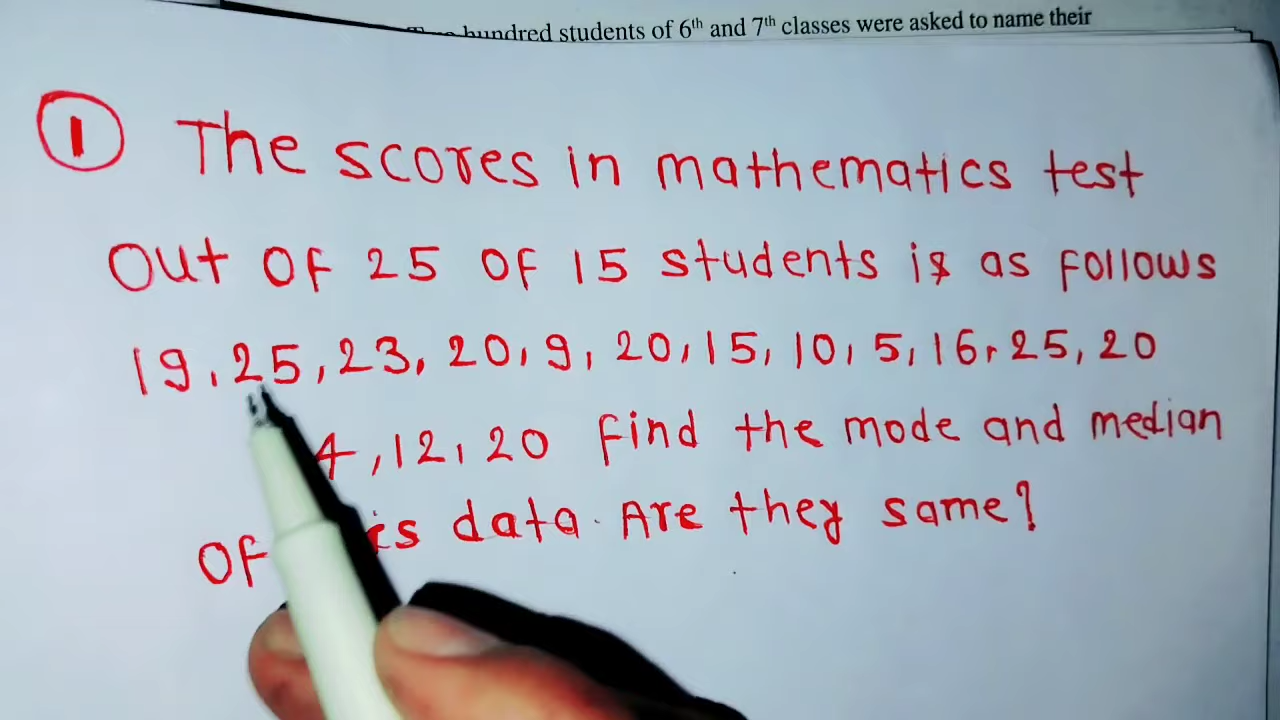 hundred students of 6th and 7th classes were asked to name their
1 The scores in mathematics test
Out of 25 of 15 students is as follows
19, 25, 23, 20, 9, 20, 15, 10, 5, 16, 25, 20
4, 12, 20 Find the mode and median
of data. Are they same?